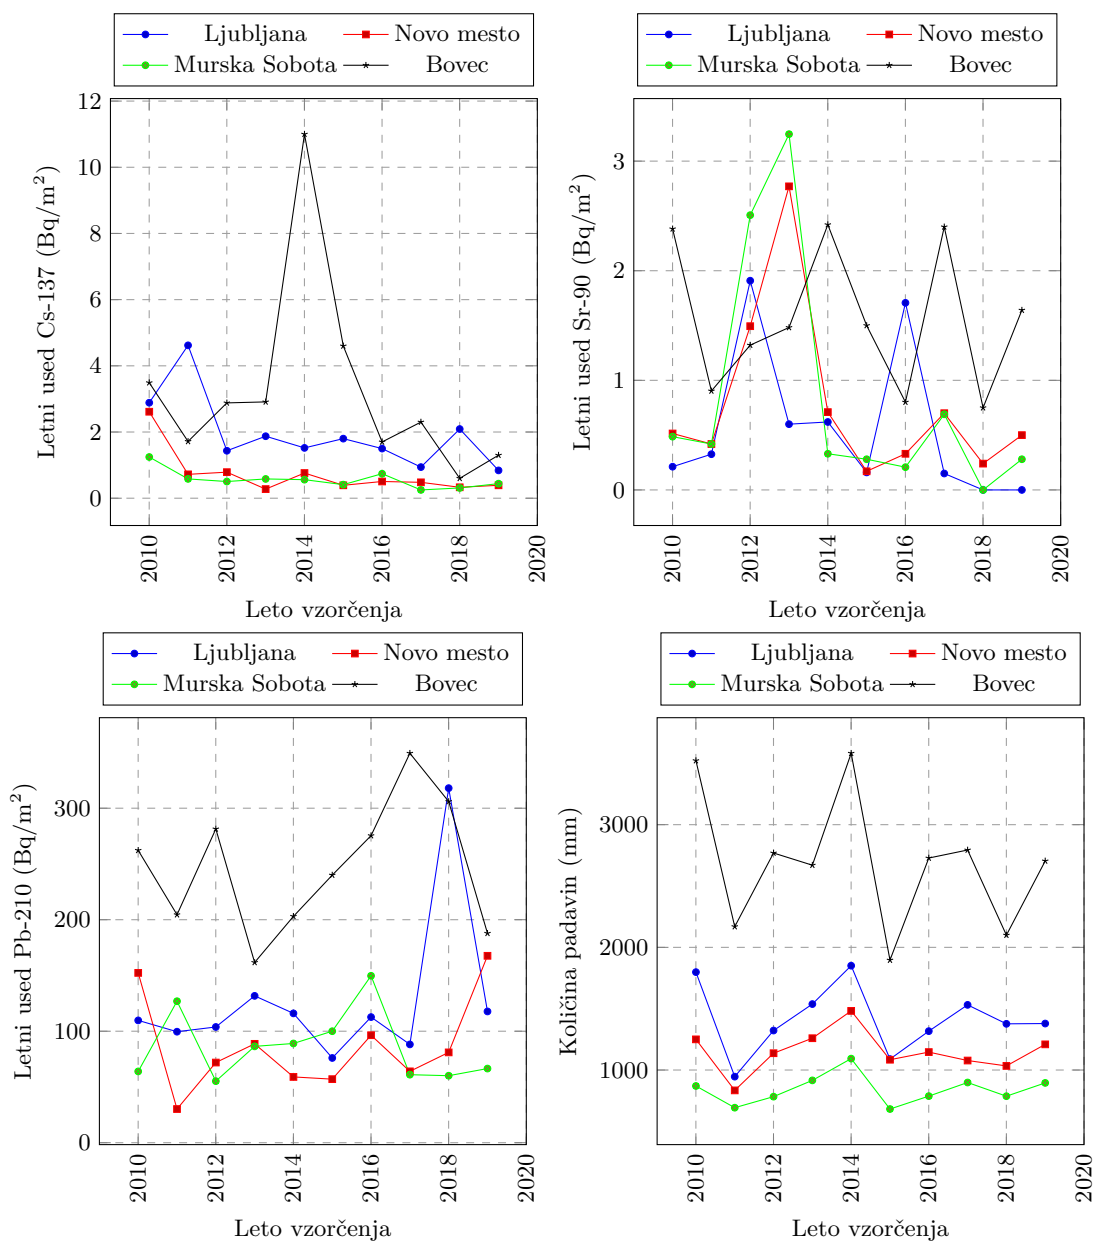 Ljubljana Novo mesto
Murska Sobota Bovec
Letni used Cs-137 (Bq/m²)
12
10
8
6
4
2
0
2010 2012 2014 2016 2018 2020
Leto vzorčenja
Ljubljana Novo mesto
Murska Sobota Bovec
Letni used Sr-90 (Bq/m²)
3
2
1
0
2010 2012 2014 2016 2018 2020
Leto vzorčenja
Ljubljana Novo mesto
Murska Sobota Bovec
Letni used Pb-210 (Bq/m²)
300
200
100
0
2010 2012 2014 2016 2018 2020
Leto vzorčenja
Ljubljana Novo mesto
Murska Sobota Bovec
Količina padavin (mm)
3000
2000
1000
2010 2012 2014 2016 2018 2020
Leto vzorčenja